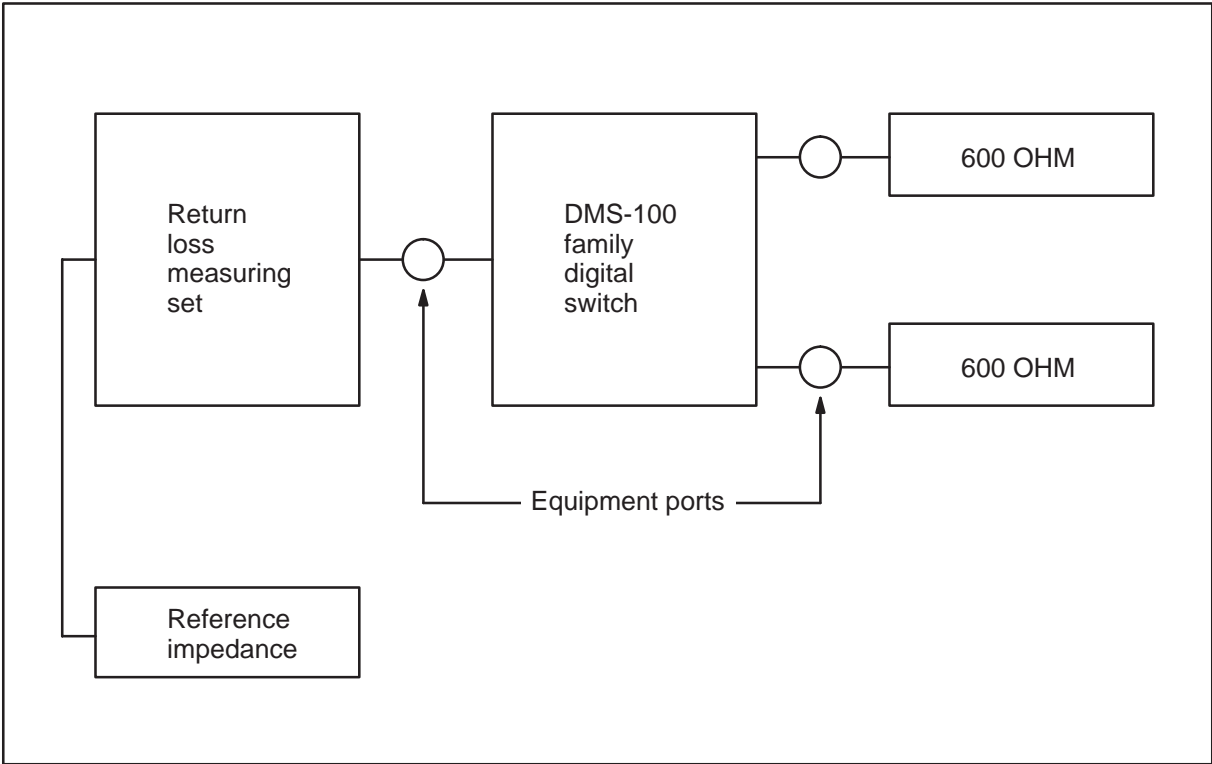 Return
loss
measuring
set
DMS-100
family
digital
switch
600 OHM
600 OHM
Equipment ports
Reference
impedance